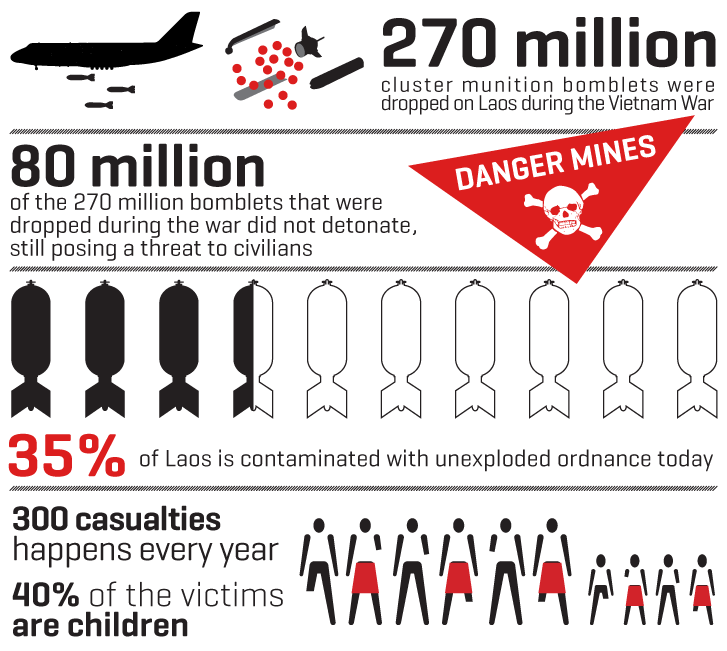 270 million
cluster munition bomblets were
dropped on Laos during the Vietnam War
80 million
of the 270 million bomblets that were
dropped during the war did not detonate,
still posing a threat to civilians
DANGER MINES
35% of Laos is contaminated with unexploded ordnance today
300 casualties
happens every year
40% of the victims
are children